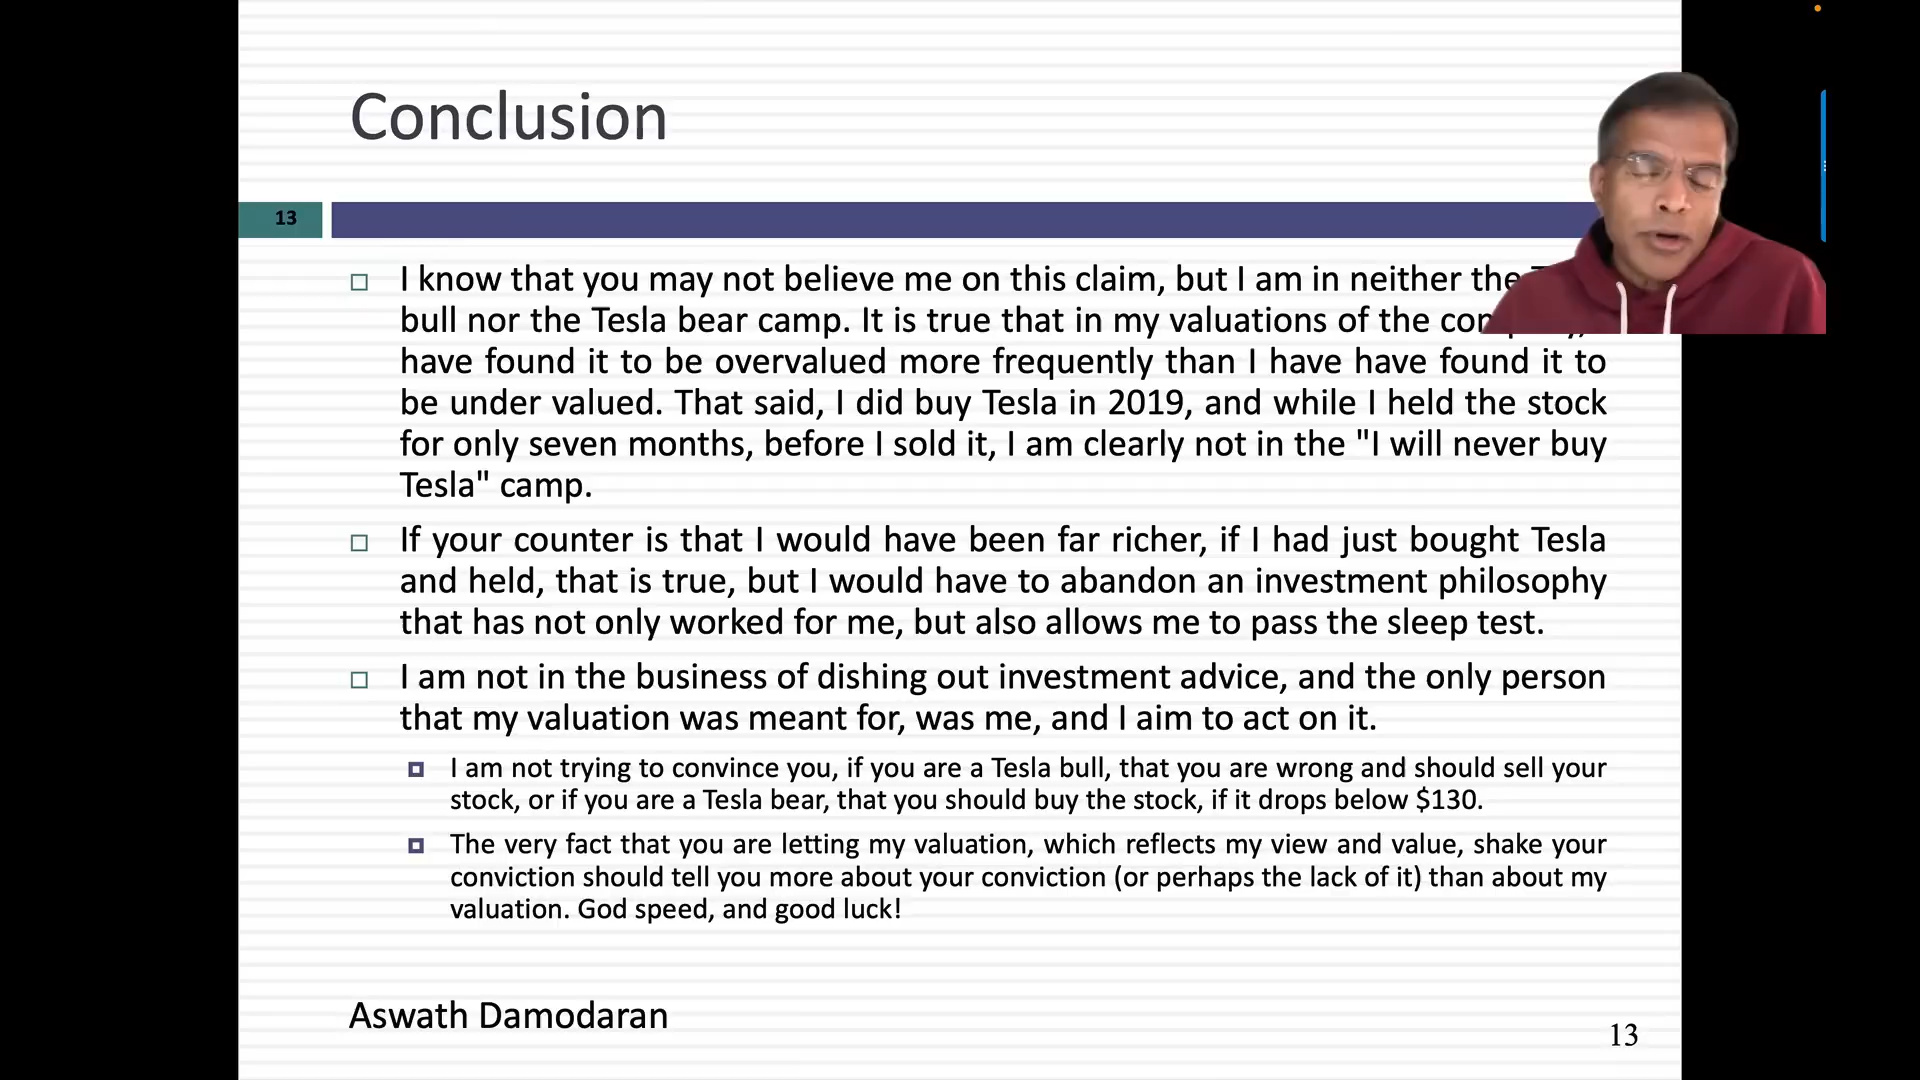 Conclusion
13
I know that you may not believe me on this claim, but I am in neither the
bull nor the Tesla bear camp. It is true that in my valuations of the
have found it to be overvalued more frequently than I have have found it to
be under valued. That said, I did buy Tesla in 2019, and while I held the stock
for only seven months, before I sold it, I am clearly not in the "I will never buy
Tesla" camp.
If your counter is that I would have been far richer, if I had just bought Tesla
and held, that is true, but I would have to abandon an investment philosophy
that has not only worked for me, but also allows me to pass the sleep test.
I am not in the business of dishing out investment advice, and the only person
that my valuation was meant for, was me, and I aim to act on it.
I am not trying to convince you, if you are a Tesla bull, that you are wrong and should sell your
stock, or if you are a Tesla bear, that you should buy the stock, if it drops below $130.
The very fact that you are letting my valuation, which reflects my view and value, shake your
conviction should tell you more about your conviction (or perhaps the lack of it) than about my
valuation. God speed, and good luck!
Aswath Damodaran
13